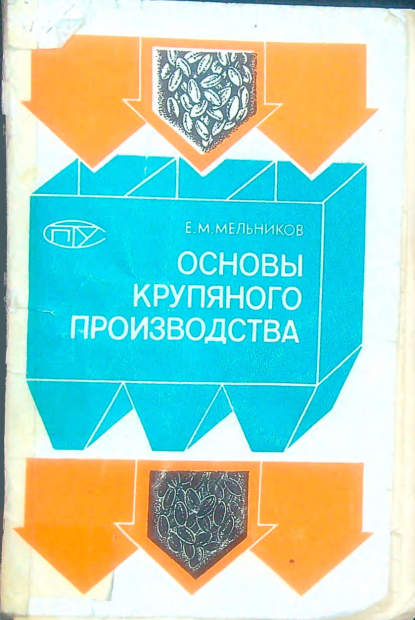 Е.М.МЕЛЬНИКОВ
ПТУ
ОСНОВЫ
КРУПЯНОГО
ПРОИЗВОДСТВА